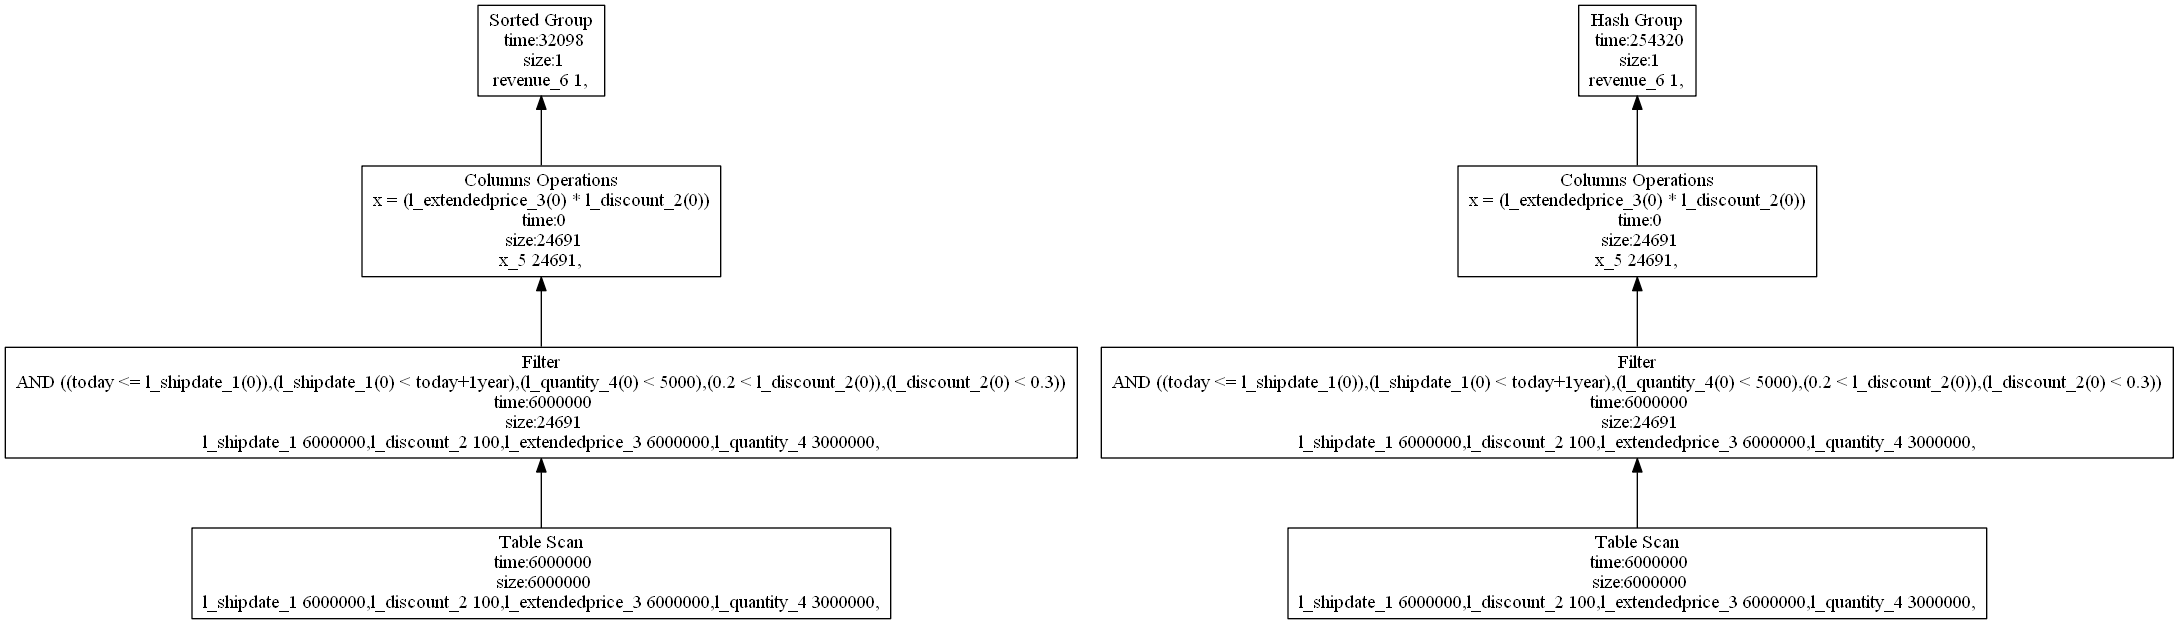 Sorted Group
time:32098
size:1
revenue_6 1,
Columns Operations
x = (l_extendedprice_3(0) * l_discount_2(0))
time:0
size:24691
x_5 24691,
Filter
AND ((today <= l_shipdate_1(0)),(l_shipdate_1(0) < today+1year),(l_quantity_4(0) < 5000),(0.2 < l_discount_2(0)),(l_discount_2(0) < 0.3))
time:6000000
size:24691
l_shipdate_1 6000000,l_discount_2 100,l_extendedprice_3 6000000,l_quantity_4 3000000,
Table Scan
time:6000000
size:6000000
l_shipdate_1 6000000,l_discount_2 100,l_extendedprice_3 6000000,l_quantity_4 3000000,
Hash Group
time:254320
size:1
revenue_6 1,
Columns Operations
x = (l_extendedprice_3(0) * l_discount_2(0))
time:0
size:24691
x_5 24691,
Filter
AND ((today <= l_shipdate_1(0)),(l_shipdate_1(0) < today+1year),(l_quantity_4(0) < 5000),(0.2 < l_discount_2(0)),(l_discount_2(0) < 0.3))
time:6000000
size:24691
l_shipdate_1 6000000,l_discount_2 100,l_extendedprice_3 6000000,l_quantity_4 3000000,
Table Scan
time:6000000
size:6000000
l_shipdate_1 6000000,l_discount_2 100,l_extendedprice_3 6000000,l_quantity_4 3000000,